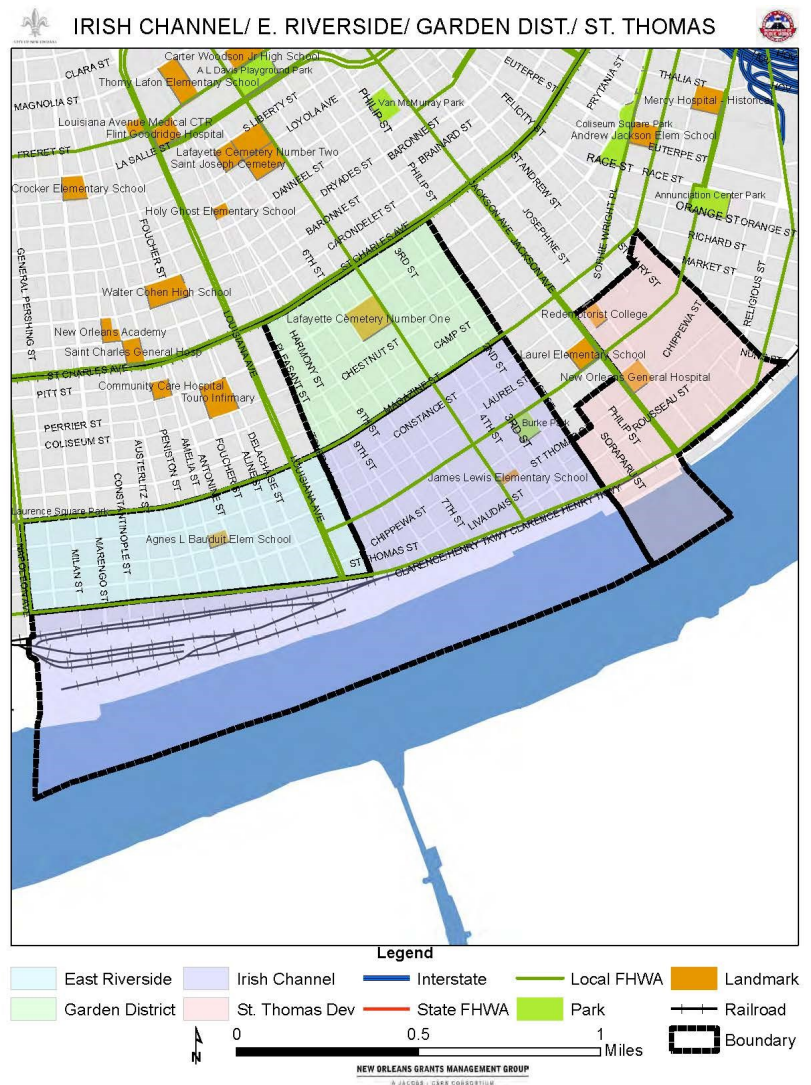 IRISH CHANNEL/ E. RIVERSIDE/ GARDEN DIST./ ST. THOMAS
CITY OF NEW ORLEANS
Carter Woodson Jr High School
A L Davis Playground Park
Thomy Lafon Elementary School
CLARA ST
MAGNOLIA ST
S LIBERTY ST
LOYOLA AVE
PHILIP ST
Van McMurray Park
EUTERPE ST
PRYTANIA ST
THALIA ST
Mercy Hospital - Historical
FELICITY ST
Louisiana Avenue Medical CTR
Flint Goodridge Hospital
FRERET ST
LA SALLE ST
Lafayette Cemetery Number Two
Saint Joseph Cemetery
BARONNE ST
BRAINARD ST
Coliseum Square Park
Andrew Jackson Elem School
EUTERPE ST
RACE ST
RACE ST
DANNEEL ST
DRYADES ST
PHILIP ST
ST ANDREW ST
Crocker Elementary School
Holy Ghost Elementary School
BARONNE ST
CARONDELET ST
ST CHARLES AVE
JACKSON AVE
JACKSON AVE
JOSEPHINE ST
SOPHIE WRIGHT PL
Annunciation Center Park
ORANGE ST
ORANGE ST
RICHARD ST
MARKET ST
RELIGIOUS ST
FOUCHER ST
GENERAL PERSHING ST
6TH ST
3RD ST
Walter Cohen High School
Lafayette Cemetery Number One
Redemptorist College
CHIPPEWA ST
New Orleans Academy
Saint Charles General Hosp
LOUISIANA AVE
HARMONY ST
PLEASANT ST
CHESTNUT ST
CAMP ST
2ND ST
Laurel Elementary School
New Orleans General Hospital
ST CHARLES AVE
PITT ST
Community Care Hospital
Touro Infirmary
MAGAZINE ST
LAUREL ST
CONSTANCE ST
8TH ST
9TH ST
4TH ST
3RD ST
Burke Park
PHILIP ST
ROUSSEAU ST
SORAPARU ST
PERRIER ST
COLISEUM ST
AUSTERLITZ ST
PENISTON ST
AMELIA ST
ANTONINE ST
FOUCHER ST
ALINE ST
DELACHAISE ST
LOUISIANA AVE
ST THOMAS
James Lewis Elementary School
Laurence Square Park
CONSTANTINOPLE ST
Agnes L Bauduit Elem School
CHIPPEWA ST
7TH ST
LIVAUDAIS ST
NAPOLEON AVE
MILAN ST
MARENGO ST
ST THOMAS ST
CLARENCE HENRY TKWY
CLARENCE HENRY TKWY
Legend
East Riverside
Irish Channel
Interstate
Local FHWA
Landmark
Garden District
St. Thomas Dev
State FHWA
Park
Railroad
Boundary
N
0
0.5
1
Miles
NEW ORLEANS GRANTS MANAGEMENT GROUP
A JACOBS - CSRS CONSORTIUM